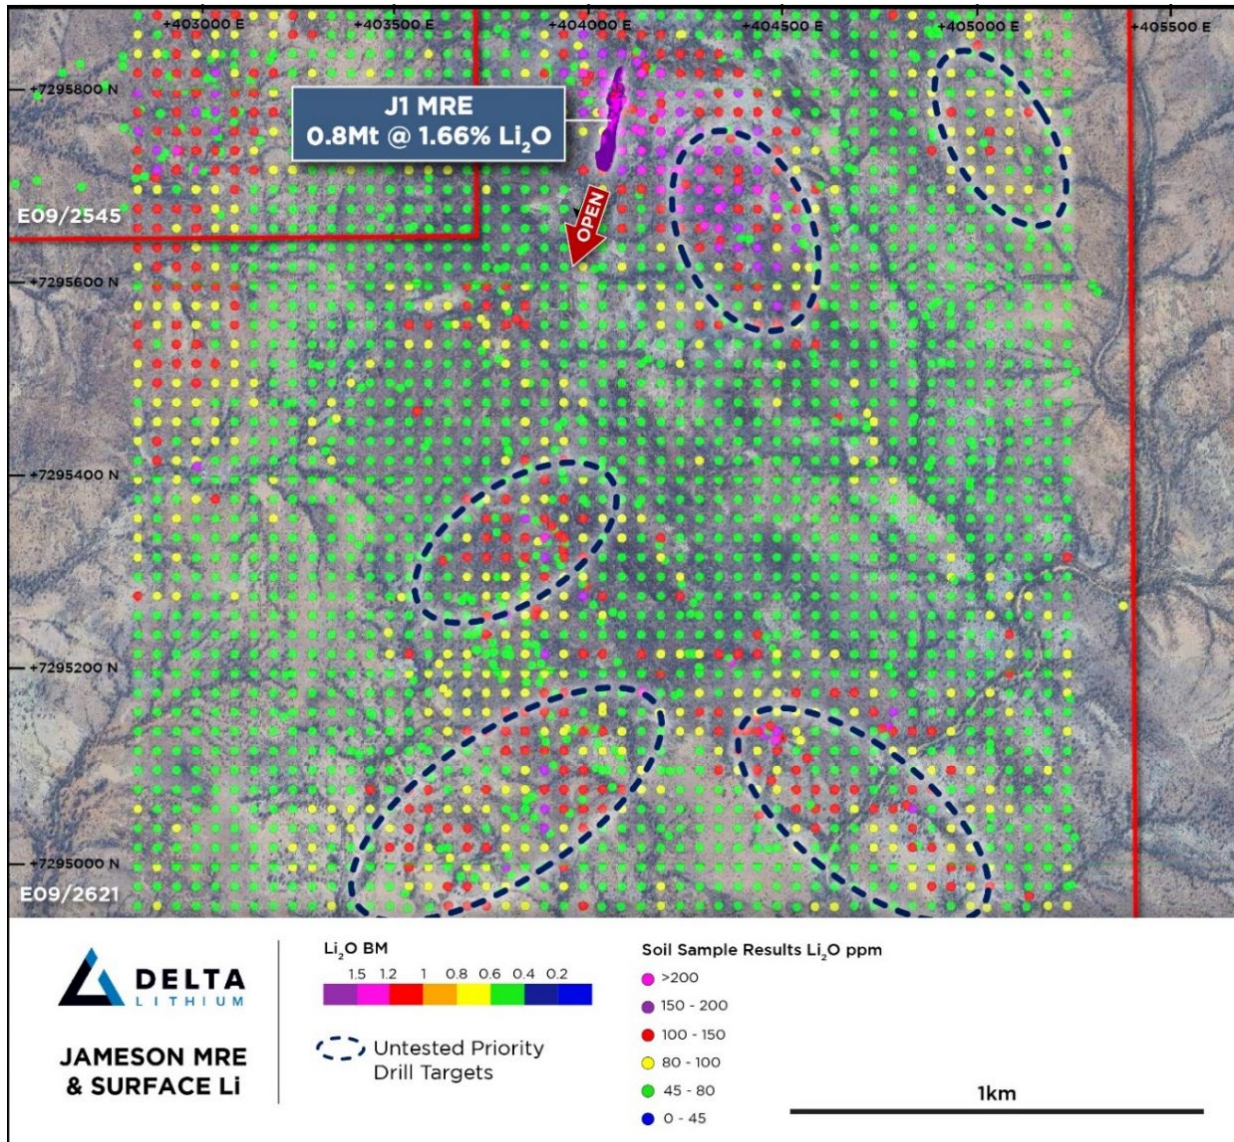 +403000 E
+403500 E
+404000 E
+404500 E
+405000 E
+405500 E
+7295800 N
J1 MRE
0.8Mt @ 1.66% Li₂O
OPEN
E09/2545
+7295600 N
+7295400 N
+7295200 N
+7295000 N
E09/2621
DELTA
LITHIUM
JAMESON MRE
& SURFACE Li
Li₂O BM
1.5 1.2 1 0.8 0.6 0.4 0.2
Untested Priority
Drill Targets
Soil Sample Results Li₂O ppm
>200
150 - 200
100 - 150
80 - 100
45 - 80
0 - 45
1km